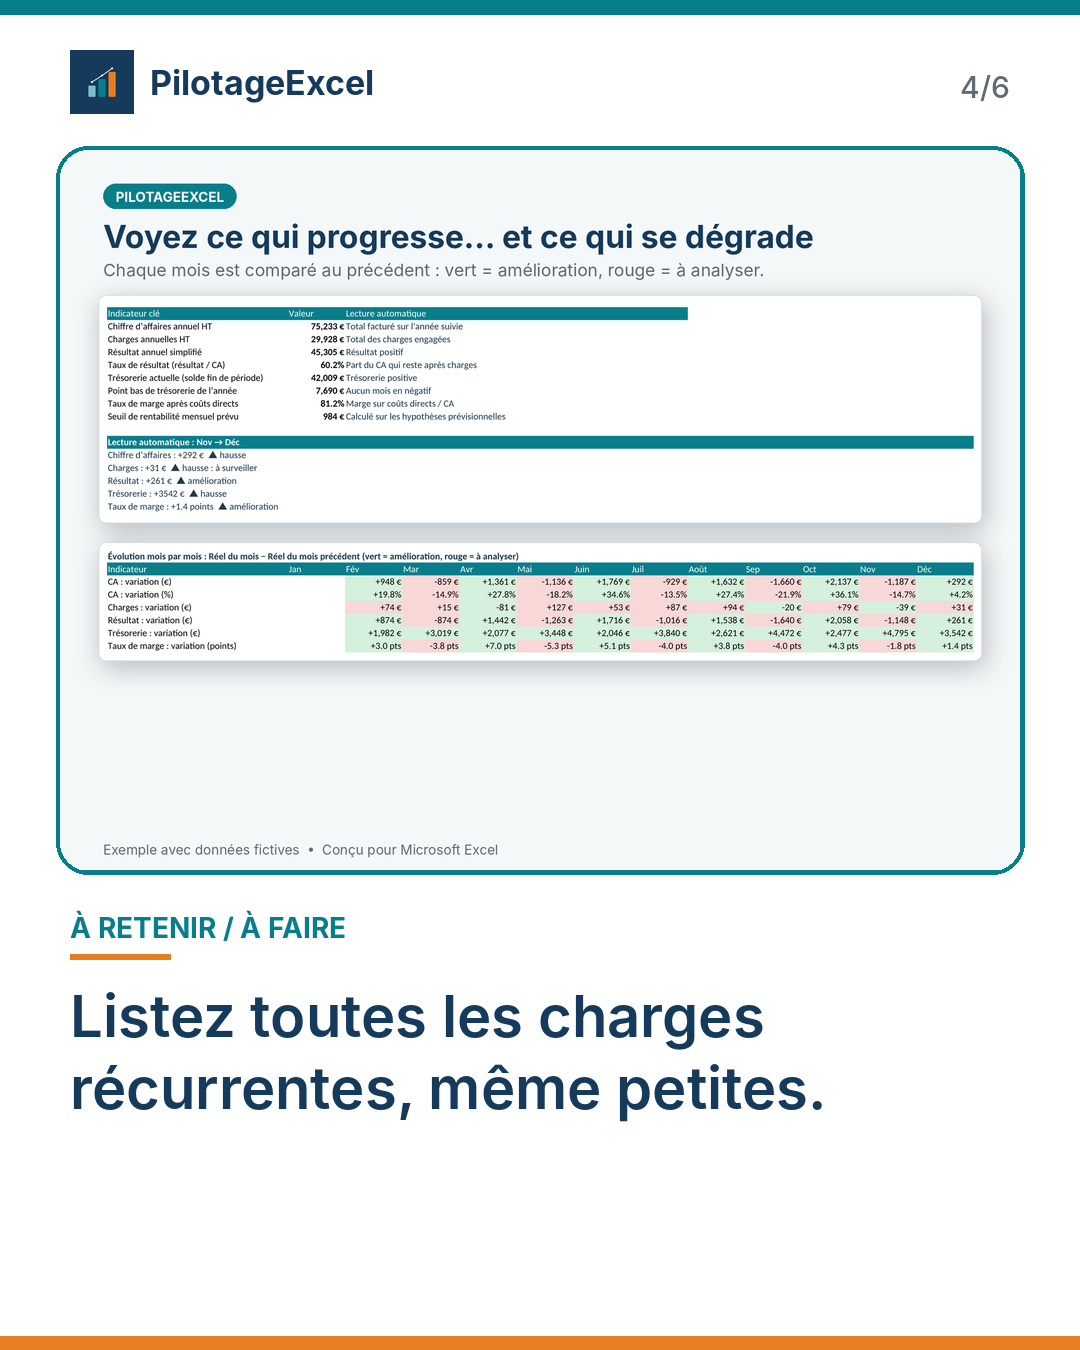 PilotageExcel
4/6
PILOTAGEEXCEL
Voyez ce qui progresse... et ce qui se dégrade
Chaque mois est comparé au précédent : vert = amélioration, rouge = à analyser.
Indicateur clé Valeur Lecture automatique
Chiffre d'affaires annuel HT 75,233 € Total facturé sur l'année suivie
Charges annuelles HT 29,928 € Total des charges engagées
Résultat annuel simplifié 45,305 € Résultat positif
Taux de résultat (résultat / CA) 60.2% Part du CA qui reste après charges
Trésorerie actuelle (solde fin de période) 42,009 € Trésorerie positive
Point bas de trésorerie de l'année 7,690 € Aucun mois en négatif
Taux de marge après coûts directs 81.2% Marge sur coûts directs / CA
Seuil de rentabilité mensuel prévu 984 € Calculé sur les hypothèses prévisionnelles
Lecture automatique : Nov → Déc
Chiffre d'affaires : +292 € ▲ hausse
Charges : +31 € ▲ hausse : à surveiller
Résultat : +261 € ▲ amélioration
Trésorerie : +3542 € ▲ hausse
Taux de marge : +1.4 points ▲ amélioration
Évolution mois par mois : Réel du mois – Réel du mois précédent (vert = amélioration, rouge = à analyser)
Indicateur Jan Fév Mar Avr Mai Juin Juil Août Sep Oct Nov Déc
CA : variation (€) +948 € -859 € +1,361 € -1,136 € +1,769 € -929 € +1,632 € -1,660 € +2,137 € -1,187 € +292 €
CA : variation (%) +19.8% -14.9% +27.8% -18.2% +34.6% -13.5% +27.4% -21.9% +36.1% -14.7% +4.2%
Charges : variation (€) +74 € +15 € -81 € +127 € +53 € +87 € +94 € -20 € +79 € -39 € +31 €
Résultat : variation (€) +874 € -874 € +1,442 € -1,263 € +1,716 € -1,016 € +1,538 € -1,640 € +2,058 € -1,148 € +261 €
Trésorerie : variation (€) +1,982 € +3,019 € +2,077 € +3,448 € +2,046 € +3,840 € +2,621 € +4,472 € +2,477 € +4,795 € +3,542 €
Taux de marge : variation (points) +3.0 pts -3.8 pts +7.0 pts -5.3 pts +5.1 pts -4.0 pts +3.8 pts -4.0 pts +4.3 pts -1.8 pts +1.4 pts
Exemple avec données fictives • Conçu pour Microsoft Excel
À RETENIR / À FAIRE
Listez toutes les charges
récurrentes, même petites.